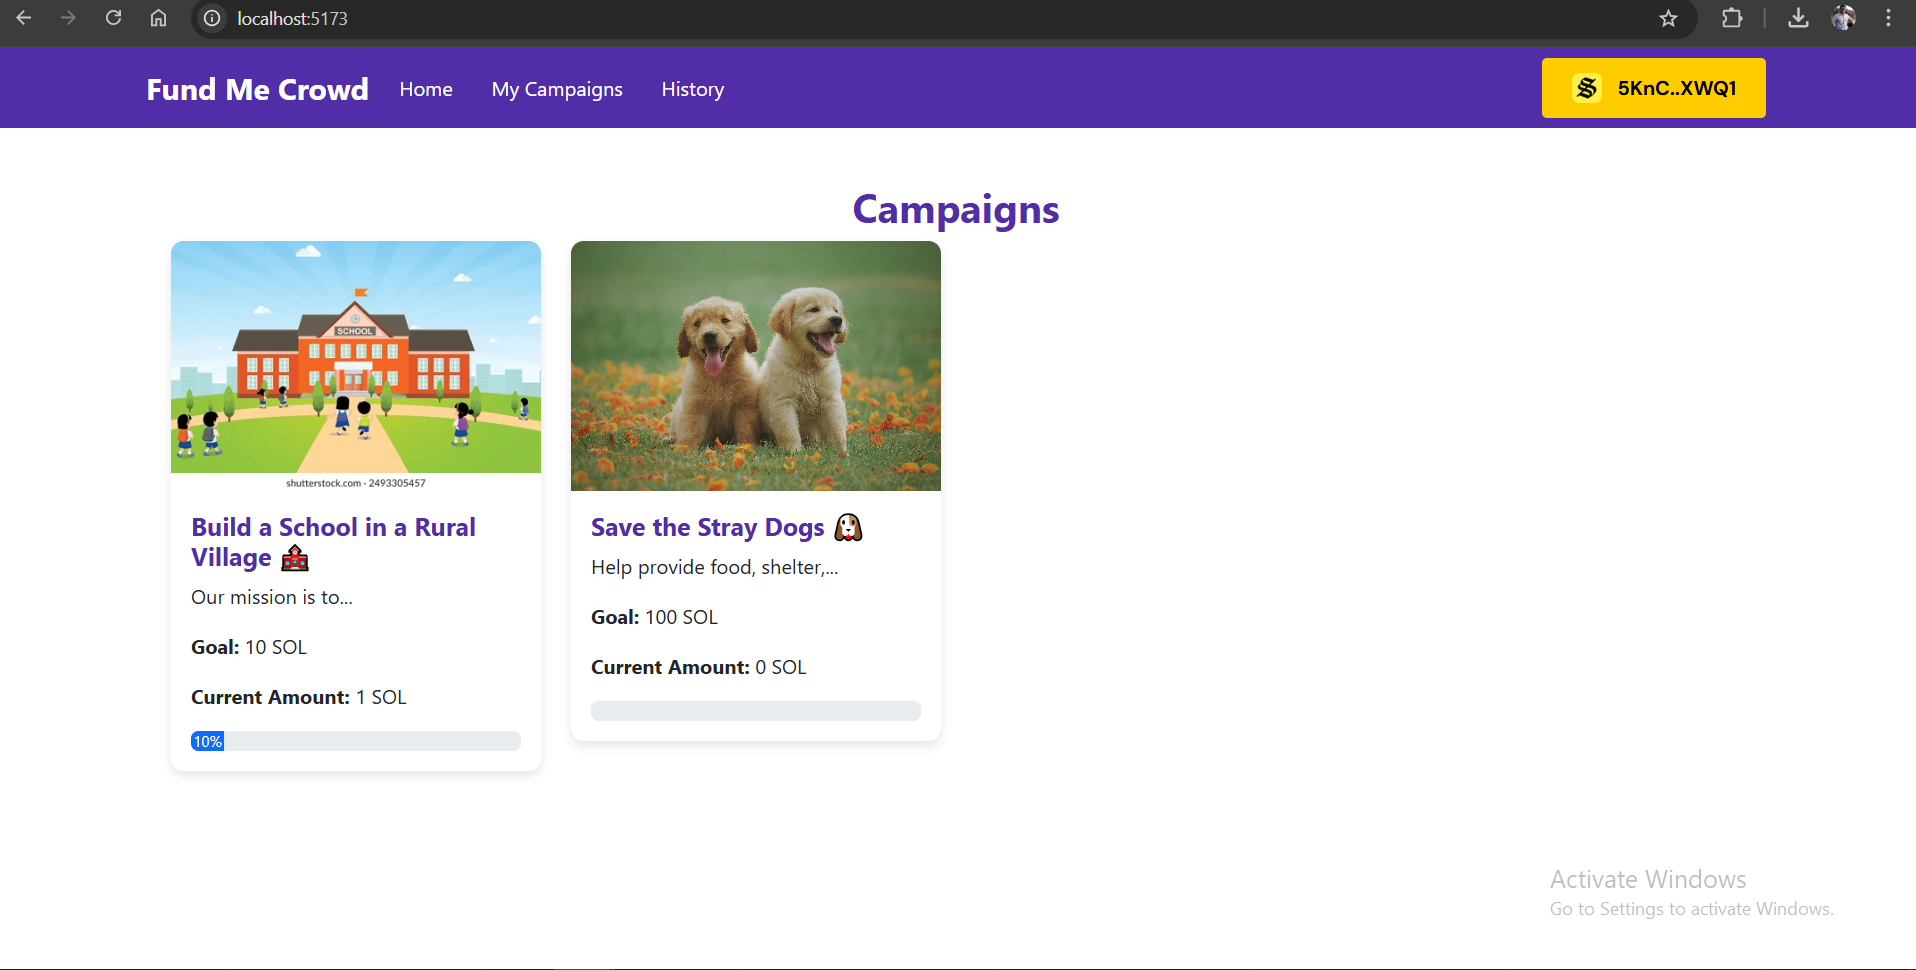 localhost:5173
Fund Me Crowd
Home
My Campaigns
History
5KnC..XWQ1
Campaigns
SCHOOL
shutterstock.com · 2493305457
Build a School in a Rural
Village
Our mission is to...
Goal: 10 SOL
Current Amount: 1 SOL
10%
Save the Stray Dogs
Help provide food, shelter,...
Goal: 100 SOL
Current Amount: 0 SOL
Activate Windows
Go to Settings to activate Windows.